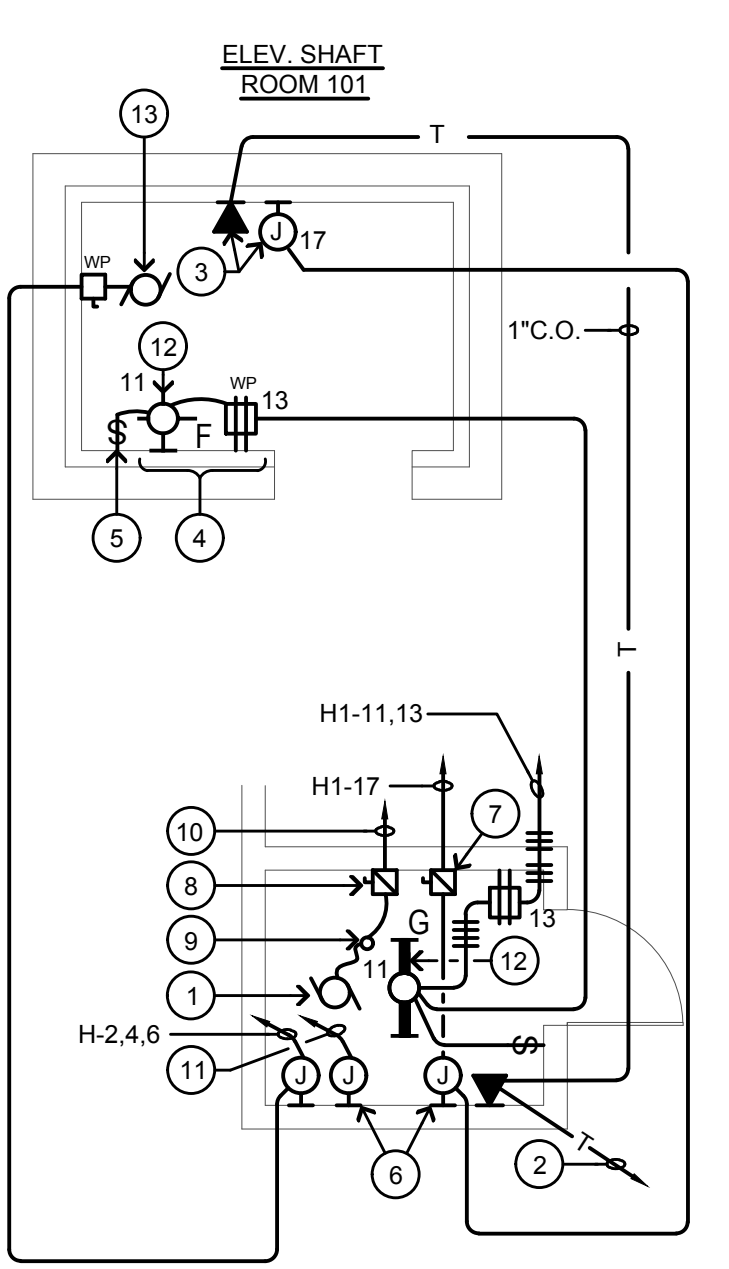 ELEV. SHAFT
ROOM 101
13
T
J
17
3
WP
1"C.O.
12
11
WP
13
S
F
5
4
T
H1-11,13
H1-17
7
10
8
13
G
9
11
12
1
H-2,4,6
S
11
J
J
J
T
6
2